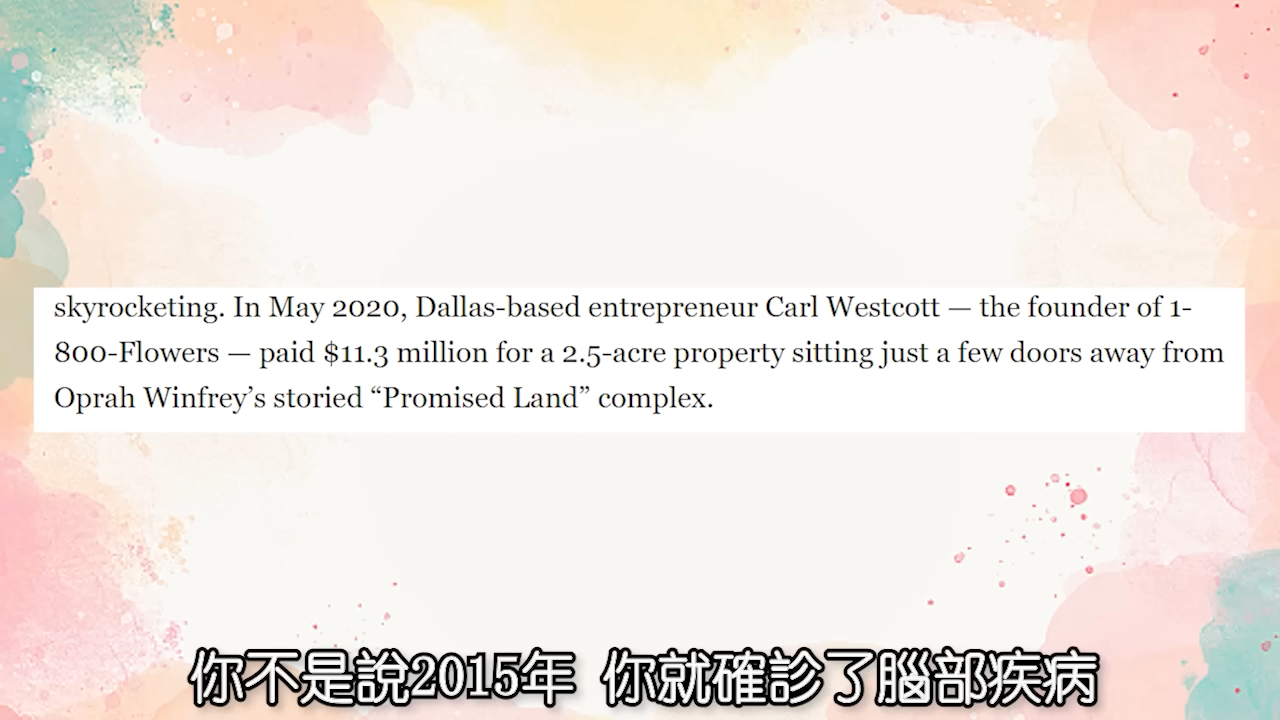 skyrocketing. In May 2020, Dallas-based entrepreneur Carl Westcott — the founder of 1-
800-Flowers — paid $11.3 million for a 2.5-acre property sitting just a few doors away from
Oprah Winfrey’s storied “Promised Land” complex.
你不是說2015年 你就確診了腦部疾病